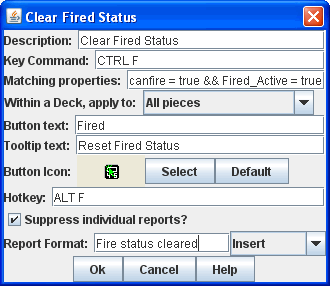 Clear Fired Status
Description: Clear Fired Status
Key Command: CTRL F
Matching properties: canfire = true && Fired_Active = true
Within a Deck, apply to: All pieces
Button text: Fired
Tooltip text: Reset Fired Status
Button Icon: Select Default
Hotkey: ALT F
Suppress individual reports?
Report Format: Fire status cleared Insert
Ok Cancel Help